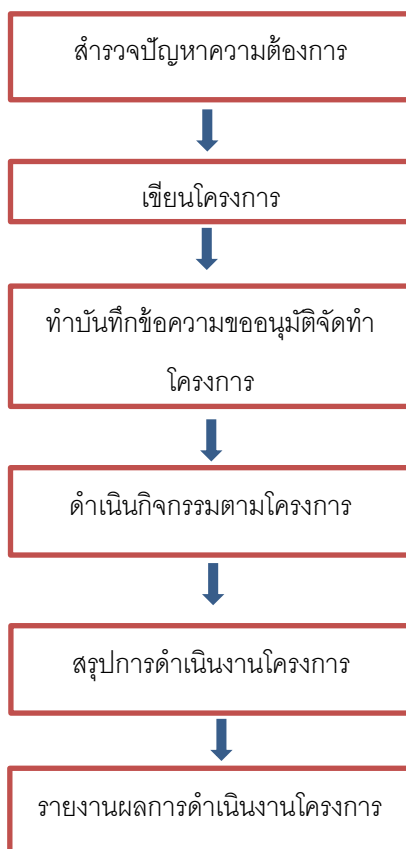 สำรวจปัญหาความต้องการ
เขียนโครงการ
ทำบันทึกข้อความขออนุมัติจัดทำ
โครงการ
ดำเนินกิจกรรมตามโครงการ
สรุปการดำเนินงานโครงการ
รายงานผลการดำเนินงานโครงการ